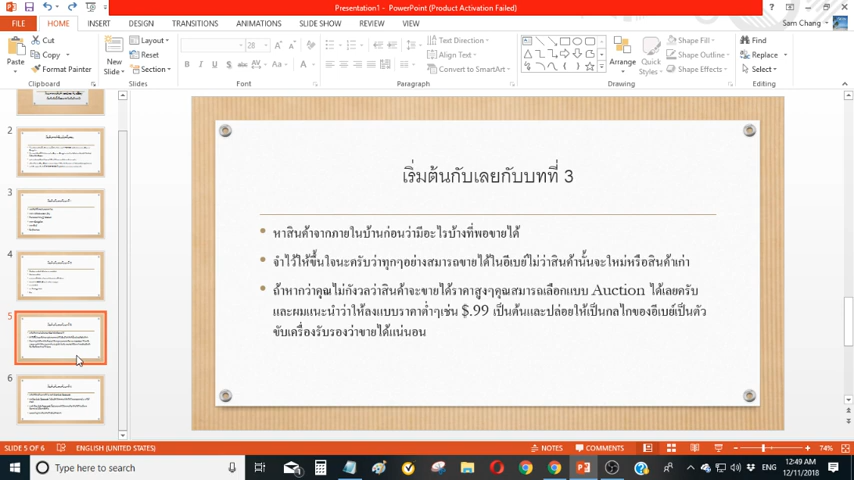 Presentation1 - PowerPoint (Product Activation Failed)
FILE HOME INSERT DESIGN TRANSITIONS ANIMATIONS SLIDE SHOW REVIEW VIEW
Sam Chang
Paste
Cut
Copy
Format Painter
Clipboard
New
Slide
Layout
Reset
Section
Slides
28
Font
Text Direction
Align Text
Convert to SmartArt
Paragraph
Arrange
Quick
Styles
Shape Fill
Shape Outline
Shape Effects
Drawing
Find
Replace
Select
Editing
2
3
4
5
6
เริ่มต้นกับเลยกับบทที่ 3
หาสินค้าจากภายในบ้านก่อนว่ามีอะไรบ้างที่พอขายได้
จำไว้ให้ขึ้นใจนะครับว่าทุกๆอย่างสมารถขายได้ในอีเบย์ไม่ว่าสินค้านั้นจะใหม่หรือสินค้าเก่า
ถ้าหากว่าคุณไม่กังวลว่าสินค้าจะขายได้ราคาสูงๆคุณสมารถเลือกแบบ Auction ได้เลยครับ
และผมแนะนำว่าให้ลงแบบราคาต่ำๆเช่น $.99 เป็นต้นและปล่อยให้เป็นกลไกของอีเบย์เป็นตัว
ขับเครื่องรับรองว่าขายได้แน่นอน
SLIDE 5 OF 6
ENGLISH (UNITED STATES)
NOTES
COMMENTS
74%
Type here to search
ENG
12:49 AM
12/11/2018